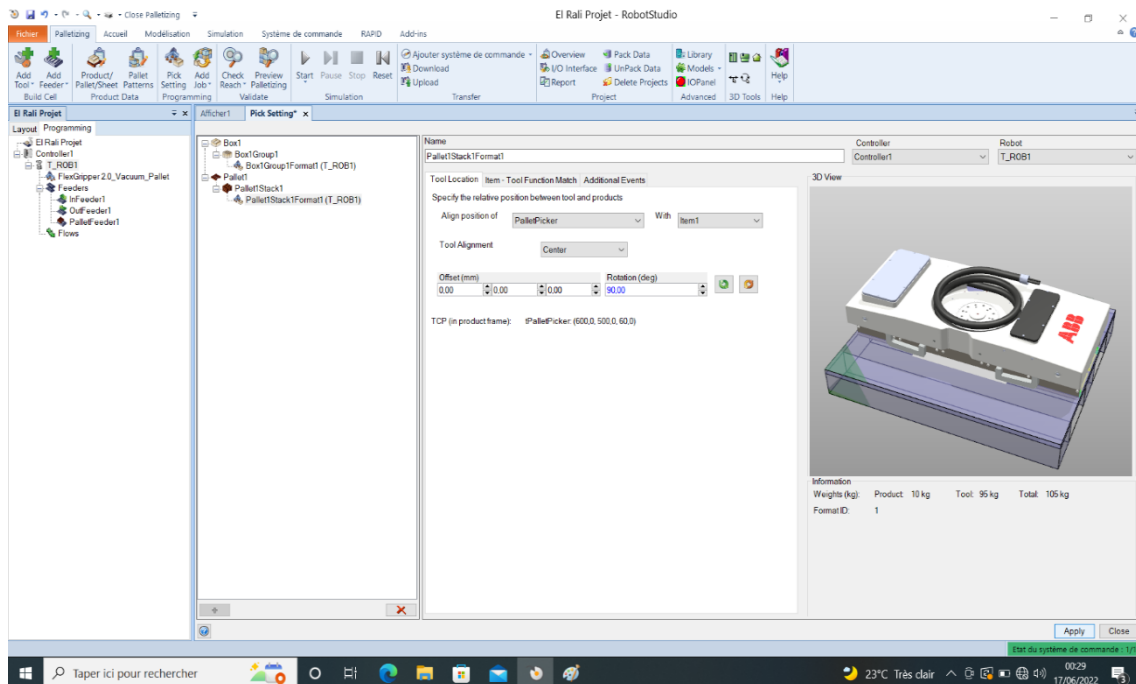 Close Palletizing
El Rali Projet - RobotStudio
Fichier Palletizing Accueil Modélisation Simulation Système de commande RAPID Add-ins
Add Tool
Add Feeder
Product/ Pallet/Sheet
Pallet Patterns
Pick Setting
Add Job
Check Reach
Preview Palletizing
Start Pause Stop Reset
Ajouter système de commande
Download
Upload
Overview
I/O Interface
Report
Pack Data
UnPack Data
Delete Projects
Library
Models
IOPanel
Help
Build Cell Product Data Programming Validate Simulation Transfer Project Advanced 3D Tools Help
El Rali Projet
Afficher1 Pick Setting*
Layout Programming
El Rali Projet
Controller1
T_ROB1
FlexGripper2.0_Vacuum_Pallet
Feeders
InFeeder1
OutFeeder1
PalletFeeder1
Flows
Box1
Box1Group1
Box1Group1Format1 (T_ROB1)
Pallet1
Pallet1Stack1
Pallet1Stack1Format1 (T_ROB1)
Name
Pallet1Stack1Format1
Controller
Controller1
Robot
T_ROB1
Tool Location Item - Tool Function Match Additional Events
Specify the relative position between tool and products
Align position of PalletPicker With Item1
Tool Alignment Center
Offset (mm) Rotation (deg)
0.00 0.00 0.00 90.00
TCP (in product frame): tPalletPicker: (600,0, 500,0, 60,0)
3D View
ABB
Information
Weights (kg): Product: 10 kg Tool: 95 kg Total: 105 kg
Format ID: 1
Apply Close
Etat du système de commande : 1/1
Taper ici pour rechercher
23°C Très clair
00:29
17/06/2022